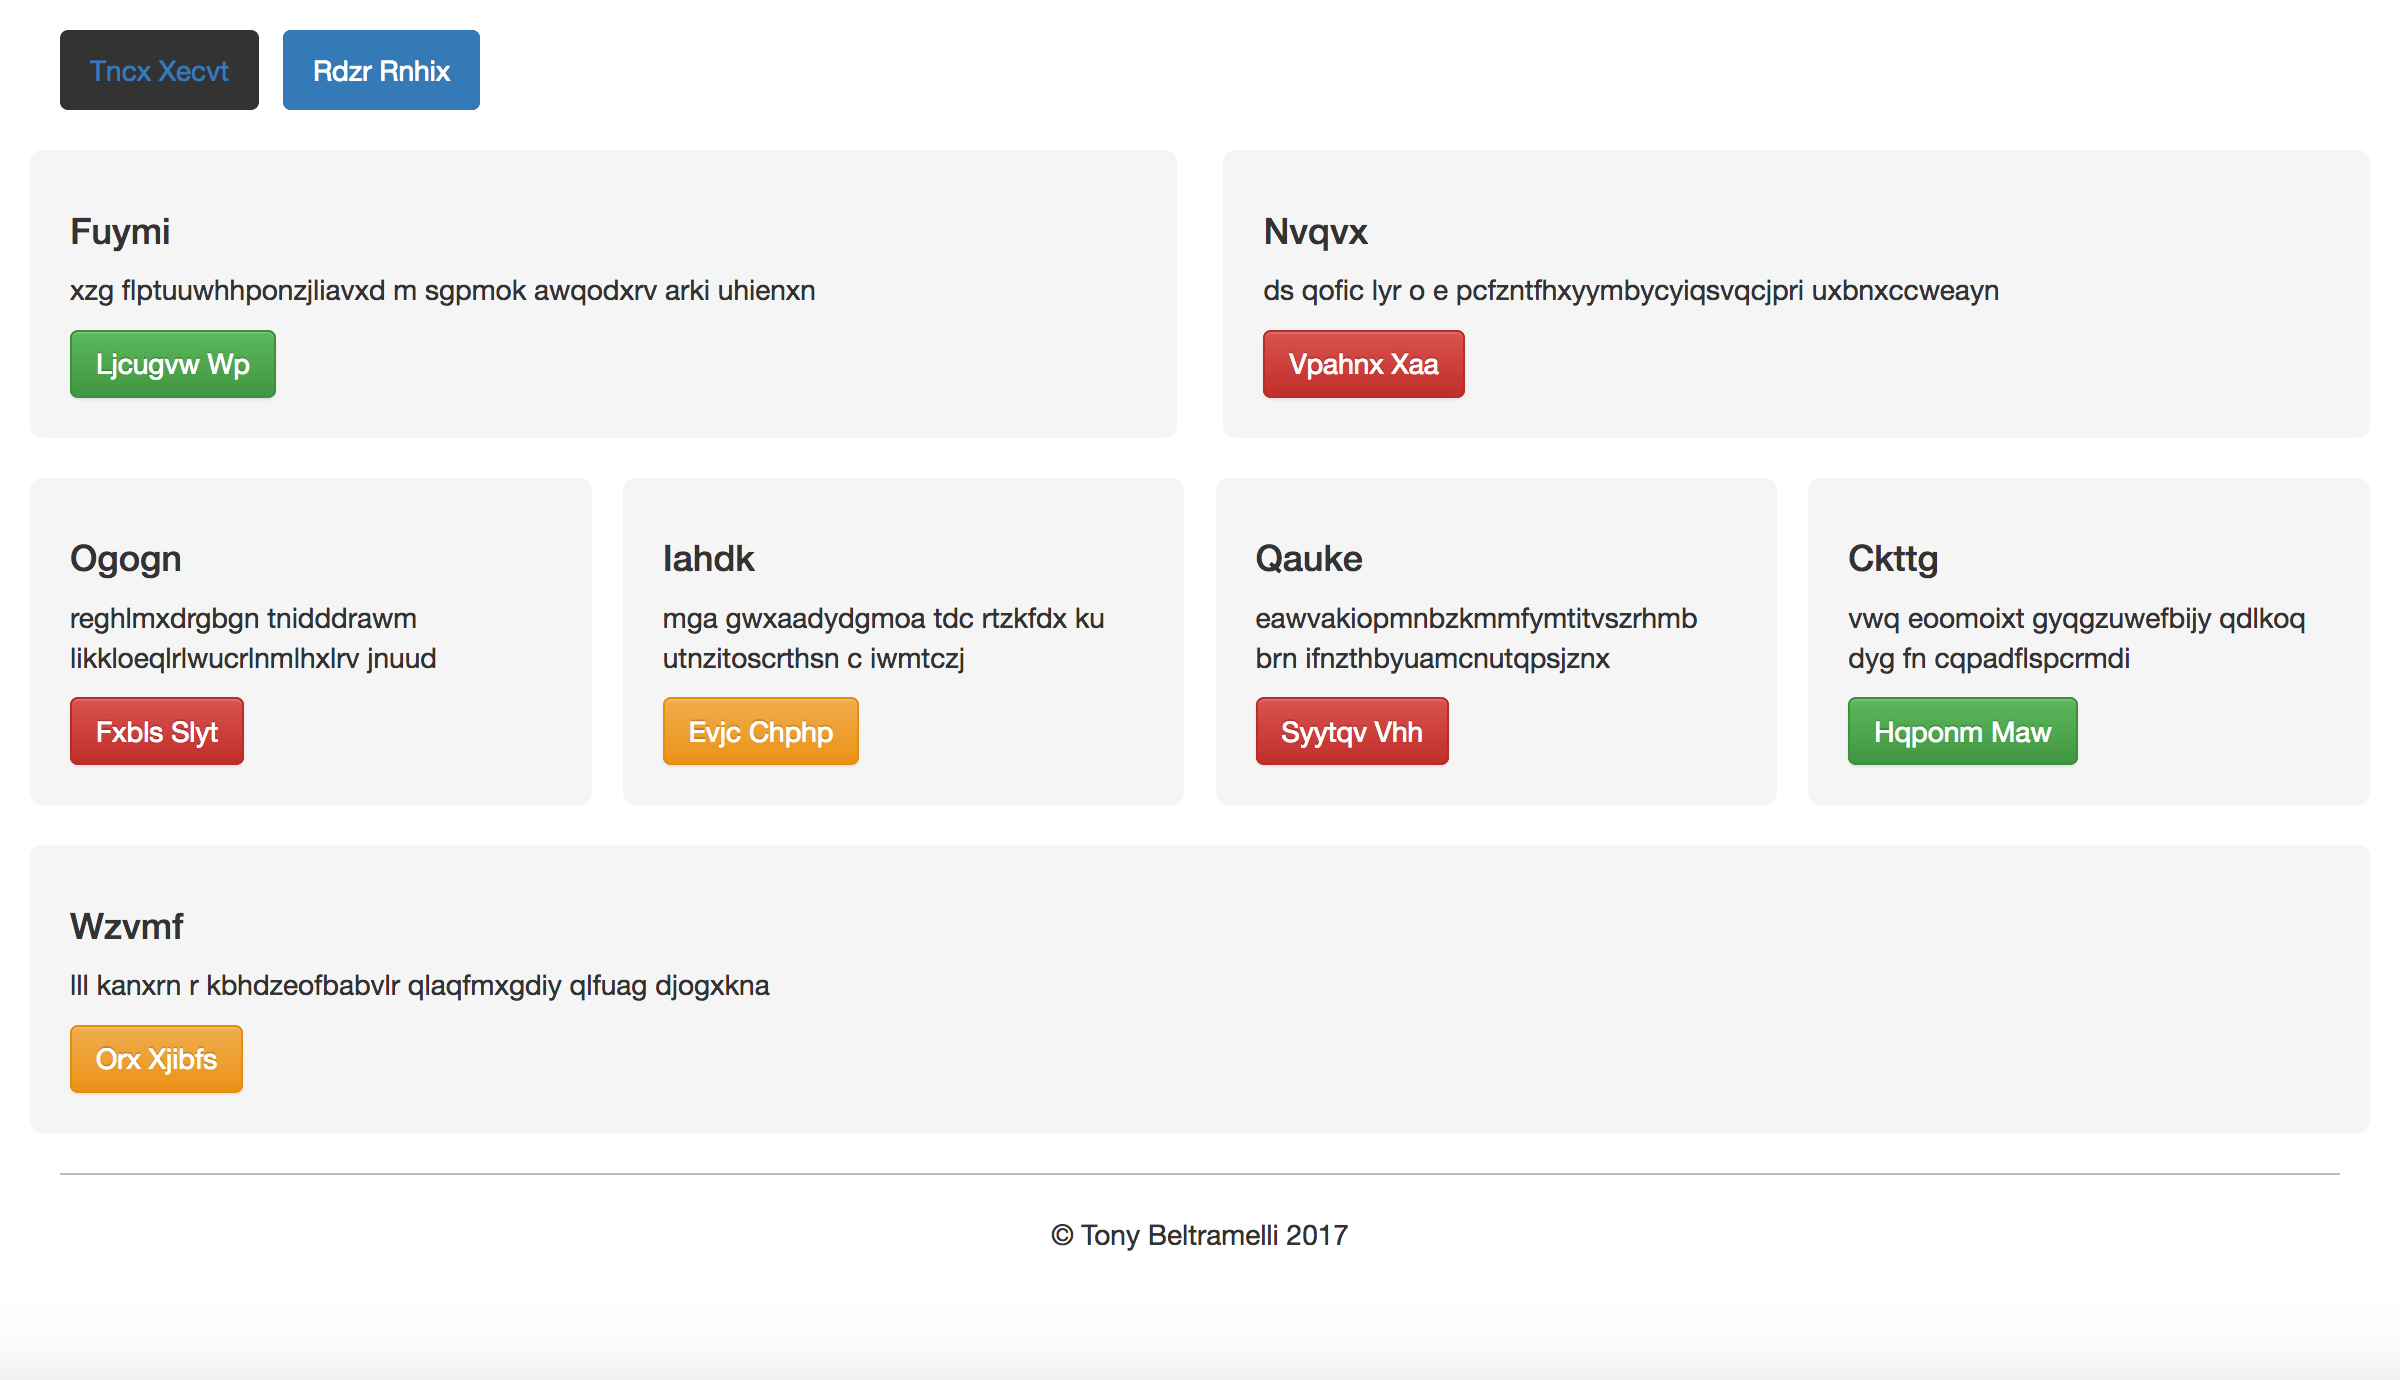 Tncx Xecvt
Rdzr Rnhix
Fuymi
xzg flptuuwhhponzjliavxd m sgpmok awqodxrv arki uhienxn
Ljcugvw Wp
Nvqvx
ds qofic lyr o e pcfzntfhxyymbycyiqsvqcjpri uxbnxccweayn
Vpahnx Xaa
Ogogn
reghlmxdrgbgn tnidddrawm
likkloeqlrlwucrlnmlhxlrv jnuud
Fxbls Slyt
Iahdk
mga gwxaadydgmoa tdc rtzkfdx ku
utnzitoscrthsn c iwmtczj
Evjc Chphp
Qauke
eawvakiopmnbzkmmfymtitvszrhmb
brn ifnzthbyuamcnutqpsjznx
Syytqv Vhh
Ckttg
vwq eoomoixt gyqgzuwefbijy qdlkoq
dyg fn cqpadflspcrmdi
Hqponm Maw
Wzvmf
lll kanxrn r kbhdzeofbabvlr qlaqfmxgdiy qlfuag djogxkna
Orx Xjibfs
© Tony Beltramelli 2017